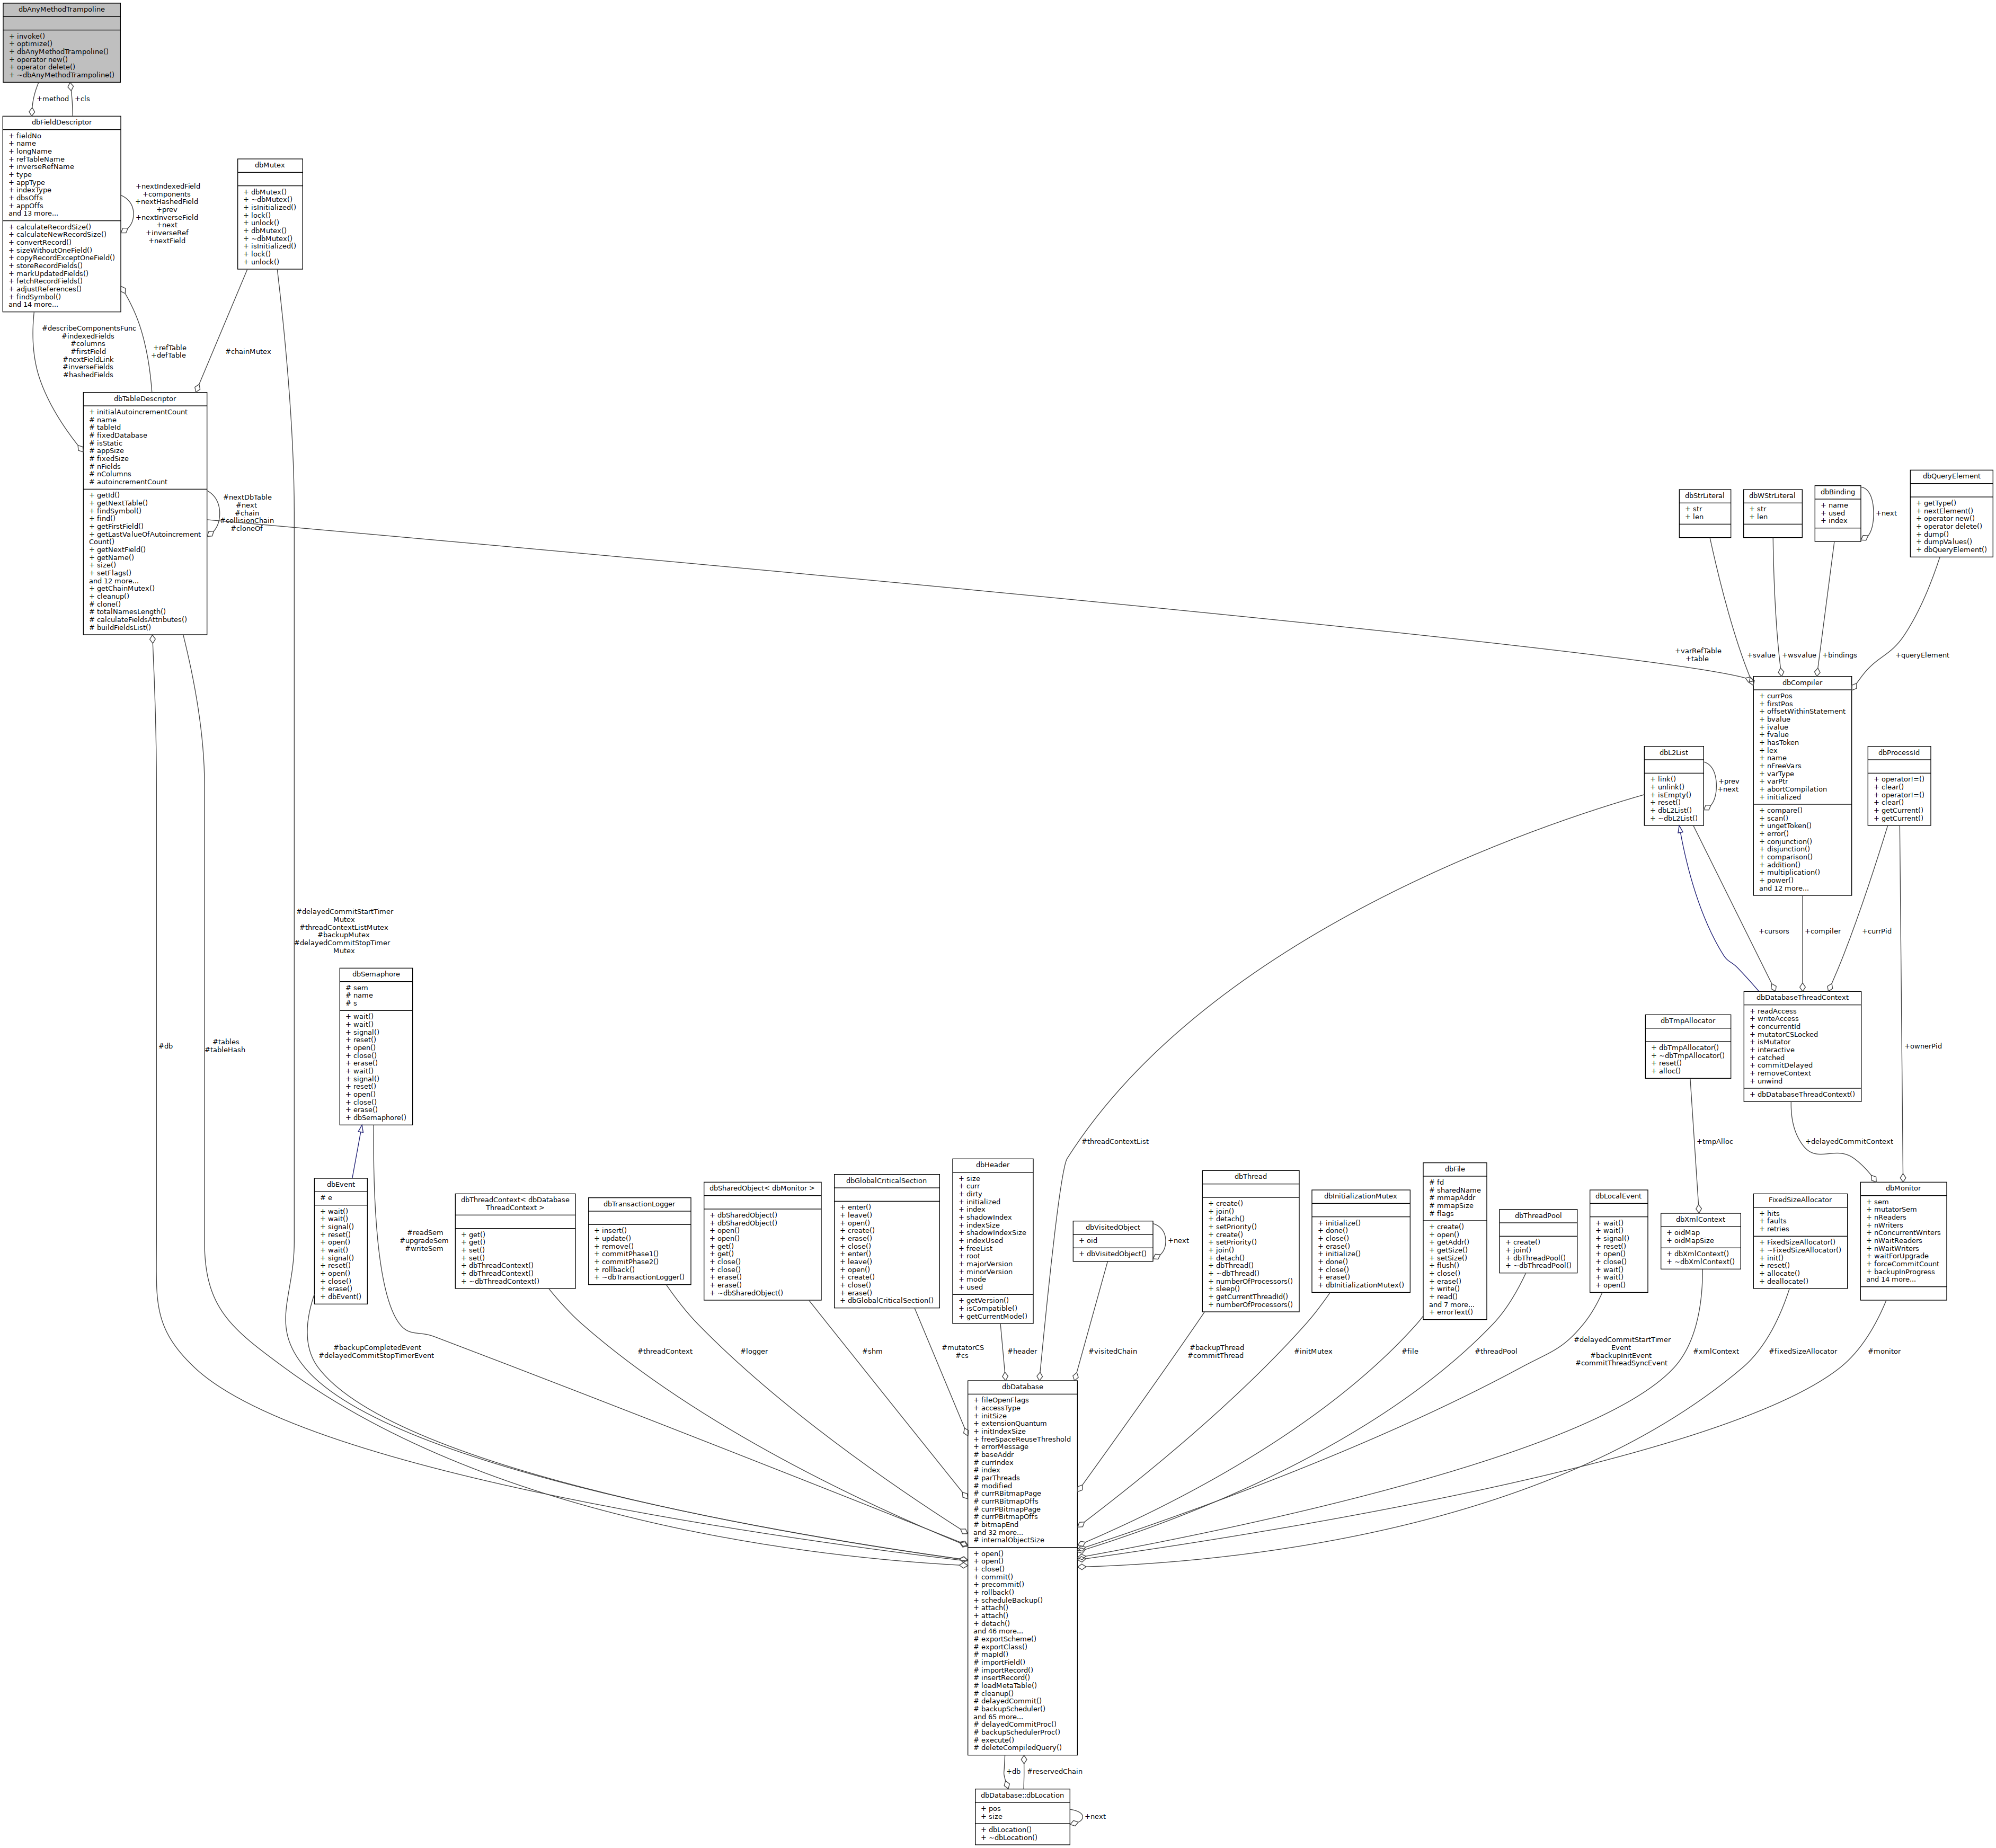 dbAnyMethodTrampoline
+ invoke()
+ optimize()
+ dbAnyMethodTrampoline()
+ operator new()
+ operator delete()
+ ~dbAnyMethodTrampoline()
+method
+cls
dbFieldDescriptor
+ fieldNo
+ name
+ longName
+ refTableName
+ inverseRefName
+ type
+ appType
+ indexType
+ dbsOffs
+ appOffs
and 13 more...
+ calculateRecordSize()
+ calculateNewRecordSize()
+ convertRecord()
+ sizeWithoutOneField()
+ copyRecordExceptOneField()
+ storeRecordFields()
+ markUpdatedFields()
+ fetchRecordFields()
+ adjustReferences()
+ findSymbol()
and 14 more...
+nextIndexedField
+components
+nextHashedField
+prev
+nextInverseField
+next
+inverseRef
+nextField
dbMutex
+ dbMutex()
+ ~dbMutex()
+ isInitialized()
+ lock()
+ unlock()
+ dbMutex()
+ ~dbMutex()
+ isInitialized()
+ lock()
+ unlock()
#describeComponentsFunc
#indexedFields
#columns
#firstField
#nextFieldLink
#inverseFields
#hashedFields
+refTable
+defTable
#chainMutex
dbTableDescriptor
+ initialAutoincrementCount
# name
# tableId
# fixedDatabase
# isStatic
# appSize
# fixedSize
# nFields
# nColumns
# autoincrementCount
+ getId()
+ getNextTable()
+ findSymbol()
+ find()
+ getFirstField()
+ getLastValueOfAutoincrement
Count()
+ getNextField()
+ getName()
+ size()
+ setFlags()
and 12 more...
+ getChainMutex()
+ cleanup()
# clone()
# totalNamesLength()
# calculateFieldsAttributes()
# buildFieldsList()
#nextDbTable
#next
#chain
#collisionChain
#cloneOf
dbStrLiteral
+ str
+ len
dbWStrLiteral
+ str
+ len
dbBinding
+ name
+ used
+ index
+next
dbQueryElement
+ getType()
+ nextElement()
+ operator new()
+ operator delete()
+ dump()
+ dumpValues()
+ dbQueryElement()
+varRefTable
+table
+svalue
+wsvalue
+bindings
+queryElement
dbCompiler
+ currPos
+ firstPos
+ offsetWithinStatement
+ bvalue
+ ivalue
+ fvalue
+ hasToken
+ lex
+ name
+ nFreeVars
+ varType
+ varPtr
+ abortCompilation
+ initialized
+ compare()
+ scan()
+ ungetToken()
+ error()
+ conjunction()
+ disjunction()
+ comparison()
+ addition()
+ multiplication()
+ power()
and 12 more...
dbL2List
+ link()
+ unlink()
+ isEmpty()
+ reset()
+ dbL2List()
+ ~dbL2List()
+prev
+next
dbProcessId
+ operator!=()
+ clear()
+ operator!=()
+ clear()
+ getCurrent()
+ getCurrent()
#delayedCommitStartTimer
Mutex
#threadContextListMutex
#backupMutex
#delayedCommitStopTimer
Mutex
+cursors
+compiler
+currPid
dbSemaphore
# sem
# name
# s
+ wait()
+ wait()
+ signal()
+ reset()
+ open()
+ close()
+ erase()
+ wait()
+ signal()
+ reset()
+ open()
+ close()
+ erase()
+ dbSemaphore()
dbDatabaseThreadContext
+ readAccess
+ writeAccess
+ concurrentId
+ mutatorCSLocked
+ isMutator
+ interactive
+ catched
+ commitDelayed
+ removeContext
+ unwind
+ dbDatabaseThreadContext()
dbTmpAllocator
+ dbTmpAllocator()
+ ~dbTmpAllocator()
+ reset()
+ alloc()
#db
#tables
#tableHash
+ownerPid
#threadContextList
+tmpAlloc
+delayedCommitContext
dbEvent
# e
+ wait()
+ wait()
+ signal()
+ reset()
+ open()
+ wait()
+ signal()
+ reset()
+ open()
+ close()
+ erase()
+ dbEvent()
#readSem
#upgradeSem
#writeSem
dbThreadContext< dbDatabase
ThreadContext >
+ get()
+ get()
+ set()
+ set()
+ dbThreadContext()
+ dbThreadContext()
+ ~dbThreadContext()
dbTransactionLogger
+ insert()
+ update()
+ remove()
+ commitPhase1()
+ commitPhase2()
+ rollback()
+ ~dbTransactionLogger()
dbSharedObject< dbMonitor >
+ dbSharedObject()
+ dbSharedObject()
+ open()
+ open()
+ get()
+ get()
+ close()
+ close()
+ erase()
+ erase()
+ ~dbSharedObject()
dbGlobalCriticalSection
+ enter()
+ leave()
+ open()
+ create()
+ erase()
+ close()
+ enter()
+ leave()
+ open()
+ create()
+ close()
+ erase()
+ dbGlobalCriticalSection()
dbHeader
+ size
+ curr
+ dirty
+ initialized
+ index
+ shadowIndex
+ indexSize
+ shadowIndexSize
+ indexUsed
+ freeList
+ root
+ majorVersion
+ minorVersion
+ mode
+ used
+ getVersion()
+ isCompatible()
+ getCurrentMode()
dbVisitedObject
+ oid
+ dbVisitedObject()
+next
dbThread
+ create()
+ join()
+ detach()
+ setPriority()
+ create()
+ setPriority()
+ join()
+ detach()
+ dbThread()
+ ~dbThread()
+ numberOfProcessors()
+ sleep()
+ getCurrentThreadId()
+ numberOfProcessors()
dbInitializationMutex
+ initialize()
+ done()
+ close()
+ erase()
+ initialize()
+ done()
+ close()
+ erase()
+ dbInitializationMutex()
dbFile
# fd
# sharedName
# mmapAddr
# mmapSize
# flags
+ create()
+ open()
+ getAddr()
+ getSize()
+ setSize()
+ flush()
+ close()
+ erase()
+ write()
+ read()
and 7 more...
+ errorText()
dbThreadPool
+ create()
+ join()
+ dbThreadPool()
+ ~dbThreadPool()
dbLocalEvent
+ wait()
+ wait()
+ signal()
+ reset()
+ open()
+ close()
+ wait()
+ wait()
+ open()
dbXmlContext
+ oidMap
+ oidMapSize
+ dbXmlContext()
+ ~dbXmlContext()
FixedSizeAllocator
+ hits
+ faults
+ retries
+ FixedSizeAllocator()
+ ~FixedSizeAllocator()
+ init()
+ reset()
+ allocate()
+ deallocate()
dbMonitor
+ sem
+ mutatorSem
+ nReaders
+ nWriters
+ nConcurrentWriters
+ nWaitReaders
+ nWaitWriters
+ waitForUpgrade
+ forceCommitCount
+ backupInProgress
and 14 more...
#backupCompletedEvent
#delayedCommitStopTimerEvent
#threadContext
#logger
#shm
#mutatorCS
#cs
#header
#visitedChain
#backupThread
#commitThread
#initMutex
#file
#threadPool
#delayedCommitStartTimer
Event
#backupInitEvent
#commitThreadSyncEvent
#xmlContext
#fixedSizeAllocator
#monitor
dbDatabase
+ fileOpenFlags
+ accessType
+ initSize
+ extensionQuantum
+ initIndexSize
+ freeSpaceReuseThreshold
+ errorMessage
# baseAddr
# currIndex
# index
# parThreads
# modified
# currRBitmapPage
# currRBitmapOffs
# currPBitmapPage
# currPBitmapOffs
# bitmapEnd
and 32 more...
# internalObjectSize
+ open()
+ open()
+ close()
+ commit()
+ precommit()
+ rollback()
+ scheduleBackup()
+ attach()
+ attach()
+ detach()
and 46 more...
# exportScheme()
# exportClass()
# mapId()
# importField()
# importRecord()
# insertRecord()
# loadMetaTable()
# cleanup()
# delayedCommit()
# backupScheduler()
and 65 more...
# delayedCommitProc()
# backupSchedulerProc()
# execute()
# deleteCompiledQuery()
+db
#reservedChain
dbDatabase::dbLocation
+ pos
+ size
+ dbLocation()
+ ~dbLocation()
+next